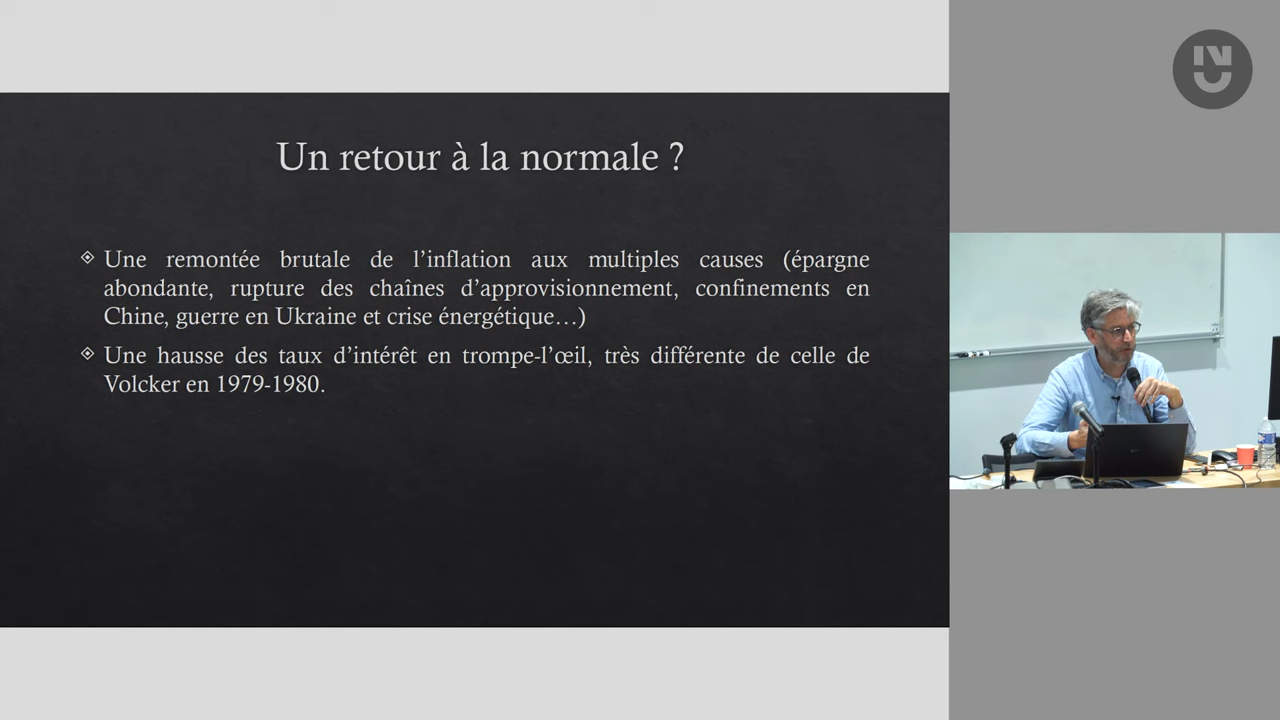 Un retour à la normale ?
Une remontée brutale de l’inflation aux multiples causes (épargne
abondante, rupture des chaînes d’approvisionnement, confinements en
Chine, guerre en Ukraine et crise énergétique…)
Une hausse des taux d’intérêt en trompe-l’œil, très différente de celle de
Volcker en 1979-1980.